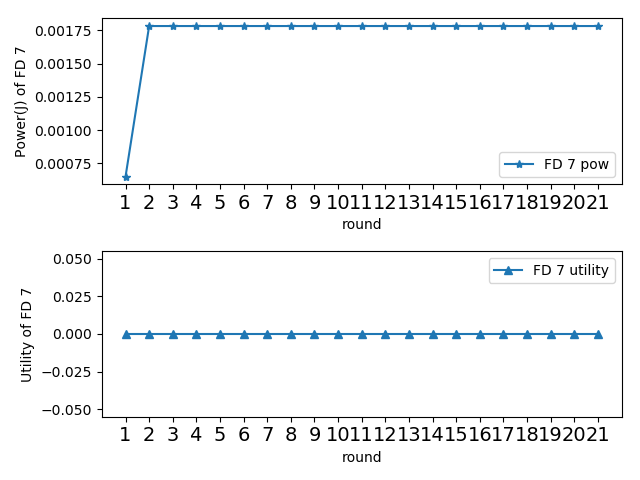 Power(J) of FD 7
0.00175
0.00150
0.00125
0.00100
0.00075
FD 7 pow
1 2 3 4 5 6 7 8 9 10 11 12 13 14 15 16 17 18 19 20 21
round
Utility of FD 7
0.050
0.025
0.000
−0.025
−0.050
FD 7 utility
1 2 3 4 5 6 7 8 9 10 11 12 13 14 15 16 17 18 19 20 21
round